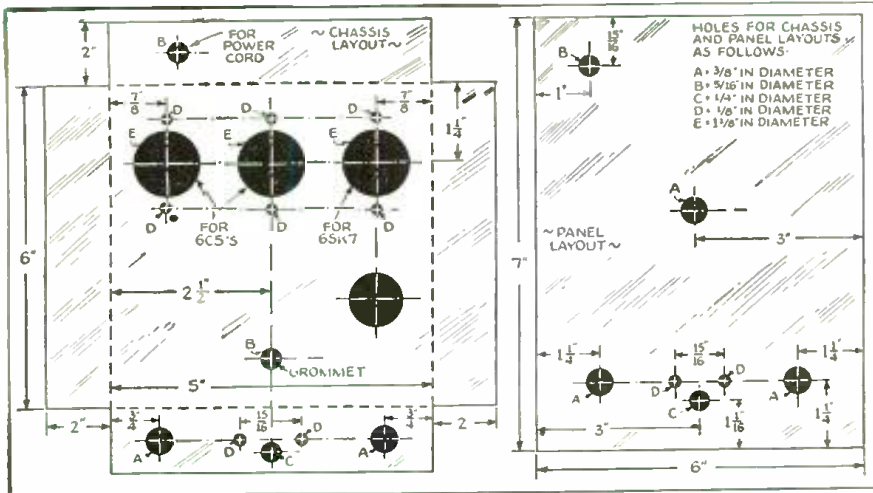 FOR
POWER
CORD
B
~ CHASSIS
LAYOUT ~
2"
7/8"
D
D
D
7/8"
1 1/4"
E
E
E
FOR
6C5'S
FOR
6SK7
D
D
D
6"
2 1/2"
B
GROMMET
5"
2"
3/4"
15/16"
3/4"
2
A
D
D
C
A
15/16"
B
1"
HOLES FOR CHASSIS
AND PANEL LAYOUTS
AS FOLLOWS:
A= 3/8" IN DIAMETER
B= 5/16" IN DIAMETER
C= 1/4" IN DIAMETER
D= 1/8" IN DIAMETER
E= 1 1/8" IN DIAMETER
A
3"
~ PANEL
LAYOUT ~
7"
1 1/4"
15/16"
1 1/4"
D
D
A
C
A
1 1/16"
1 1/4"
3"
6"